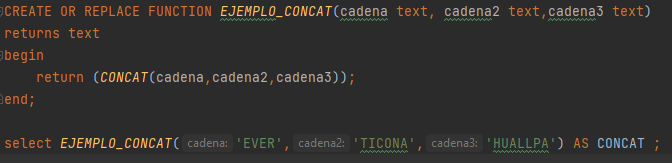 CREATE OR REPLACE FUNCTION EJEMPLO_CONCAT(cadena text, cadena2 text,cadena3 text)
returns text
begin
    return (CONCAT(cadena,cadena2,cadena3));
end;
select EJEMPLO_CONCAT( cadena: 'EVER', cadena2: 'TICONA', cadena3: 'HUALLPA') AS CONCAT ;